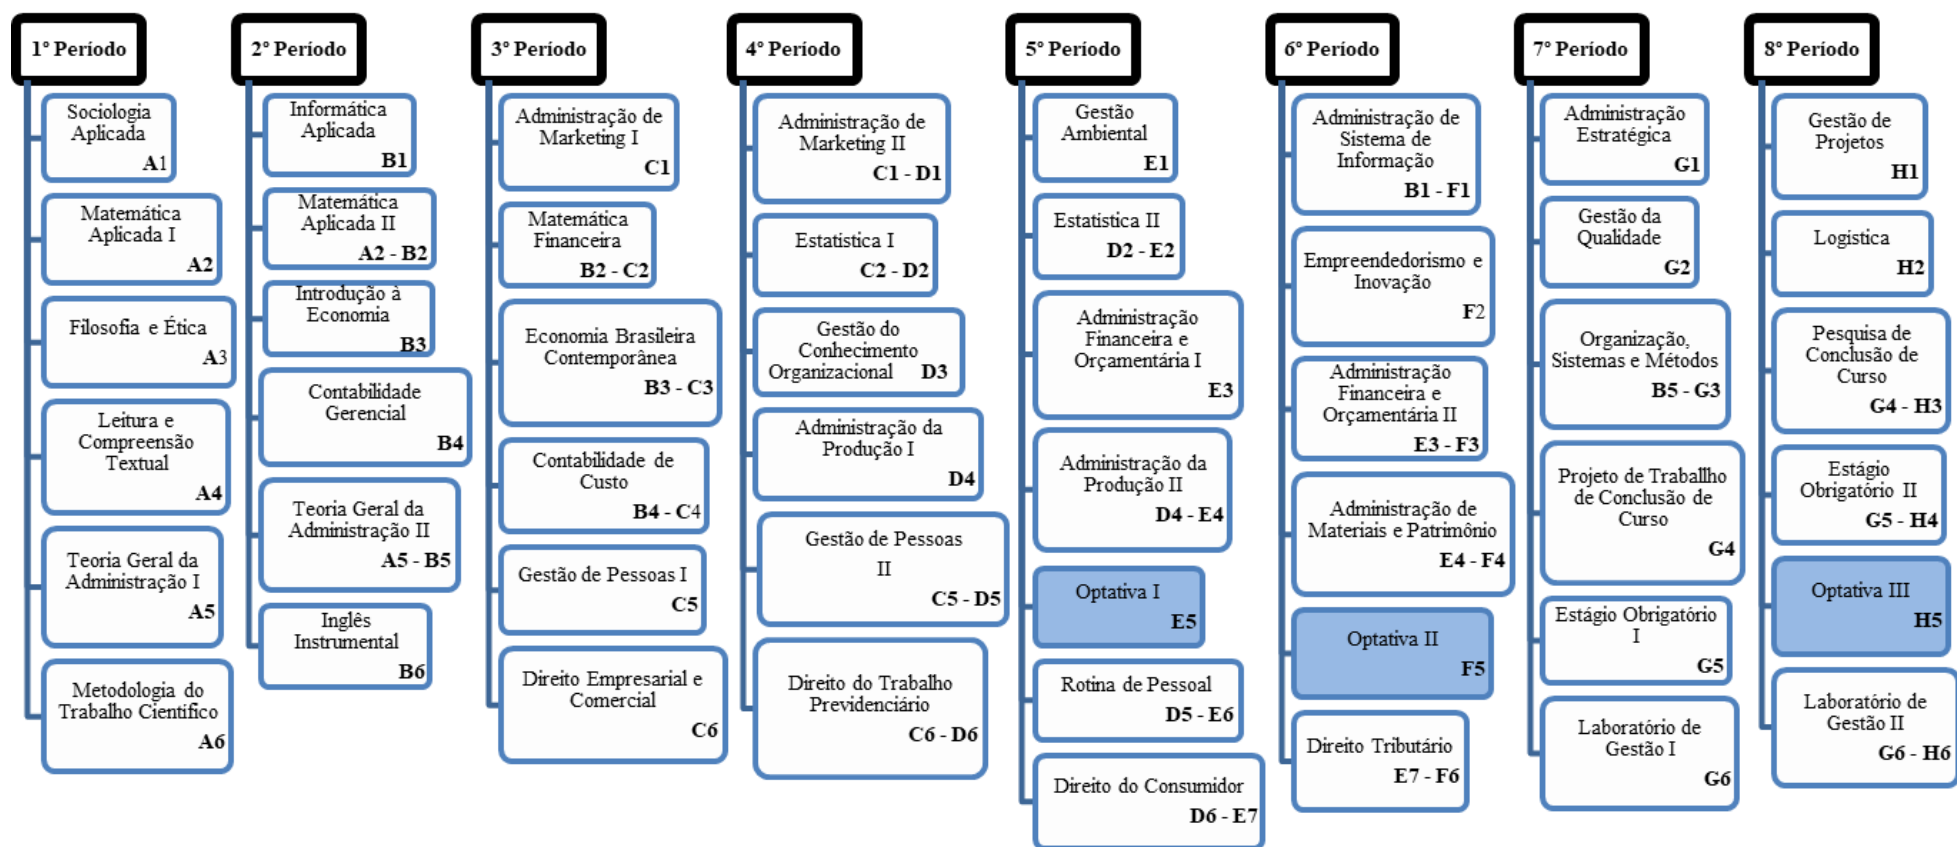 1º Período
Sociologia
Aplicada
A1
Matemática
Aplicada I
A2
Filosofia e Ética
A3
Leitura e
Compreensão
Textual
A4
Teoria Geral da
Administração I
A5
Metodologia do
Trabalho Científico
A6
2º Período
Informática
Aplicada
B1
Matemática
Aplicada II
A2 - B2
Introdução à
Economia
B3
Contabilidade
Gerencial
B4
Teoria Geral da
Administração II
A5 - B5
Inglês
Instrumental
B6
3º Período
Administração de
Marketing I
C1
Matemática
Financeira
B2 - C2
Economia Brasileira
Contemporânea
B3 - C3
Contabilidade de
Custo
B4 - C4
Gestão de Pessoas I
C5
Direito Empresarial e
Comercial
C6
4º Período
Administração de
Marketing II
C1 - D1
Estatística I
C2 - D2
Gestão do
Conhecimento
Organizacional D3
Administração da
Produção I
D4
Gestão de Pessoas
II
C5 - D5
Direito do Trabalho
Previdenciário
C6 - D6
5º Período
Gestão
Ambiental
E1
Estatística II
D2 - E2
Administração
Financeira e
Orçamentária I
E3
Administração da
Produção II
D4 - E4
Optativa I
E5
Rotina de Pessoal
D5 - E6
Direito do Consumidor
D6 - E7
6º Período
Administração de
Sistema de
Informação
B1 - F1
Empreendedorismo e
Inovação
F2
Administração
Financeira e
Orçamentária II
E3 - F3
Administração de
Materiais e Patrimônio
E4 - F4
Optativa II
F5
Direito Tributário
E7 - F6
7º Período
Administração
Estratégica
G1
Gestão da
Qualidade
G2
Organização,
Sistemas e Métodos
B5 - G3
Projeto de Traballho
de Conclusão de
Curso
G4
Estágio Obrigatório
I
G5
Laboratório de
Gestão I
G6
8º Período
Gestão de
Projetos
H1
Logística
H2
Pesquisa de
Conclusão de
Curso
G4 - H3
Estágio
Obrigatório II
G5 - H4
Optativa III
H5
Laboratório de
Gestão II
G6 - H6